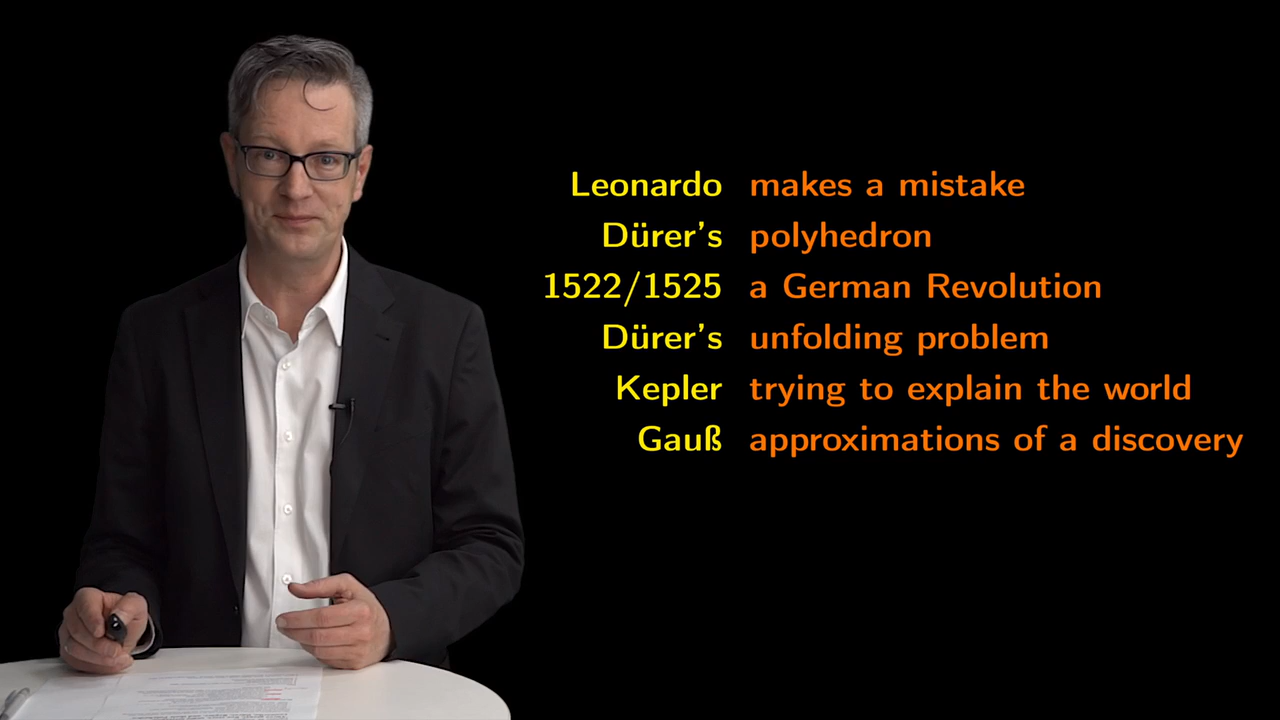 Leonardo makes a mistake
Dürer's polyhedron
1522/1525 a German Revolution
Dürer's unfolding problem
Kepler trying to explain the world
Gauß approximations of a discovery